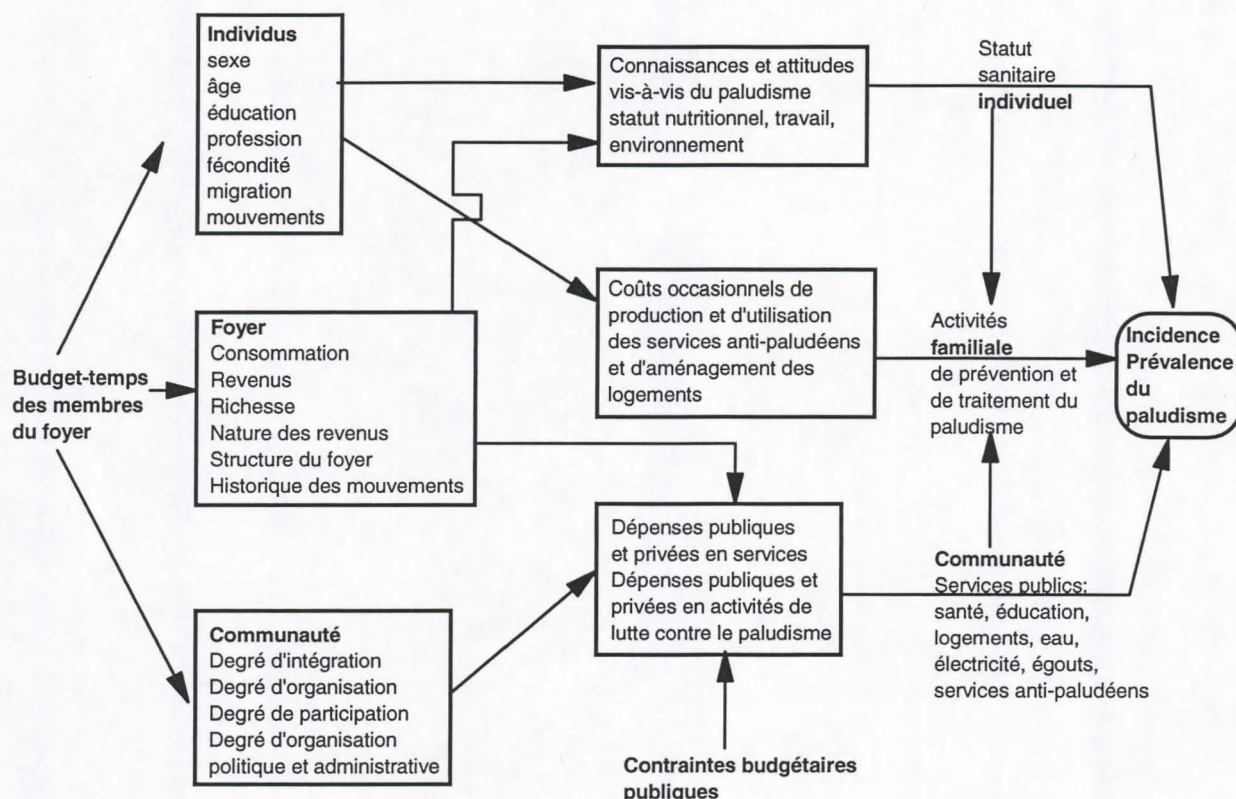 Budget-temps
des membres
du foyer
Individus
sexe
âge
éducation
profession
fécondité
migration
mouvements
Foyer
Consommation
Revenus
Richesse
Nature des revenus
Structure du foyer
Historique des mouvements
Communauté
Degré d'intégration
Degré d'organisation
Degré de participation
Degré d'organisation
politique et administrative
Connaissances et attitudes
vis-à-vis du paludisme
statut nutritionnel, travail,
environnement
Coûts occasionnels de
production et d'utilisation
des services anti-paludéens
et d'aménagement des
logements
Dépenses publiques
et privées en services
Dépenses publiques et
privées en activités de
lutte contre le paludisme
Contraintes budgétaires
publiques
Statut
sanitaire
individuel
Activités
familiale
de prévention et
de traitement du
paludisme
Communauté
Services publics:
santé, éducation,
logements, eau,
électricité, égouts,
services anti-paludéens
Incidence
Prévalence
du
paludisme